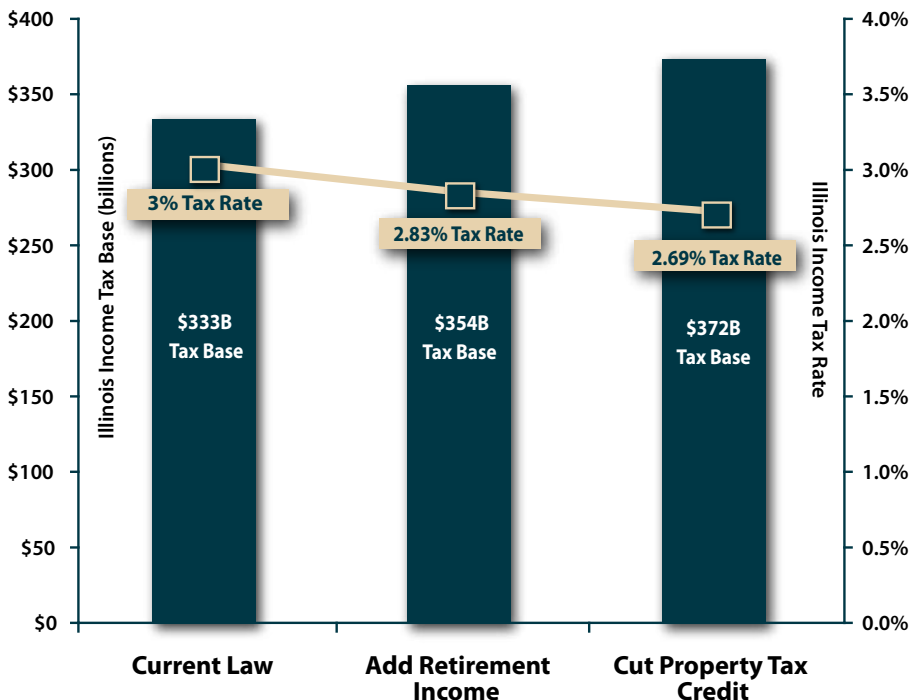 $400
$350
$300
$250
$200
$150
$100
$50
$0
Illinois Income Tax Base (billions)
4.0%
3.5%
3.0%
2.5%
2.0%
1.5%
1.0%
0.5%
0.0%
Illinois Income Tax Rate
3% Tax Rate
2.83% Tax Rate
2.69% Tax Rate
$333B
Tax Base
$354B
Tax Base
$372B
Tax Base
Current Law
Add Retirement
Income
Cut Property Tax
Credit